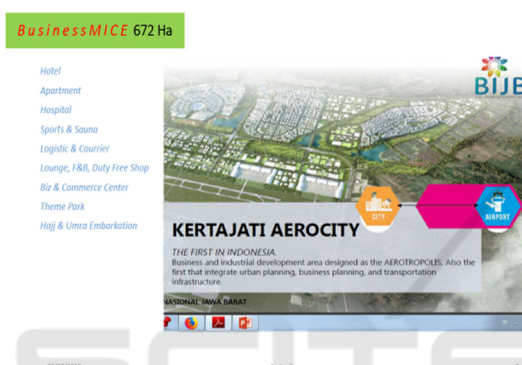 BusinessMICE 672 Ha
Hotel
Apartment
Hospital
Sports & Sauna
Logistic & Courrier
Lounge, F&B, Duty Free Shop
Biz & Commerce Center
Theme Park
Hajj & Umra Embarkation
BIJB
CITY
AIRPORT
KERTAJATI AEROCITY
THE FIRST IN INDONESIA.
Business and industrial development area designed as the AEROTROPOLIS. Also the
first that integrate urban planning, business planning, and transportation
infrastructure.
NASIONAL JAWA BARAT